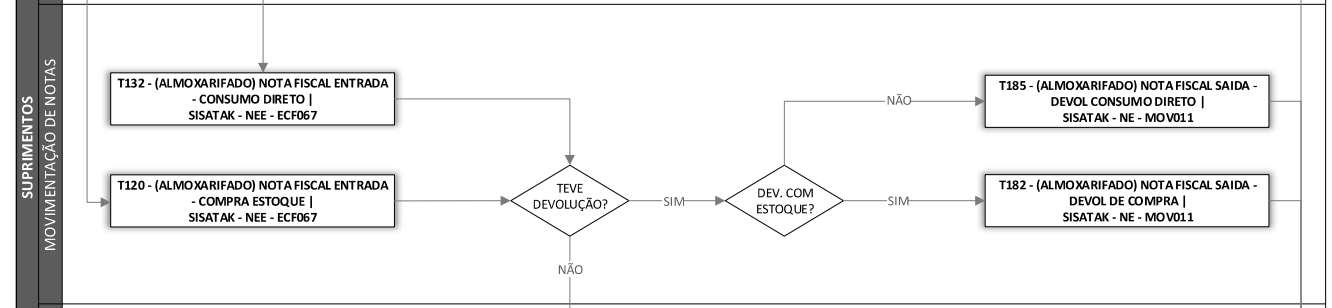 SUPRIMENTOS
MOVIMENTAÇÃO DE NOTAS
T132 - (ALMOXARIFADO) NOTA FISCAL ENTRADA
- CONSUMO DIRETO |
SISATAK - NEE - ECF067
T120 - (ALMOXARIFADO) NOTA FISCAL ENTRADA
- COMPRA ESTOQUE |
SISATAK - NEE - ECF067
TEVE
DEVOLUÇÃO?
SIM
NÃO
DEV. COM
ESTOQUE?
NÃO
SIM
T185 - (ALMOXARIFADO) NOTA FISCAL SAIDA -
DEVOL CONSUMO DIRETO |
SISATAK - NE - MOV011
T182 - (ALMOXARIFADO) NOTA FISCAL SAIDA -
DEVOL DE COMPRA |
SISATAK - NE - MOV011